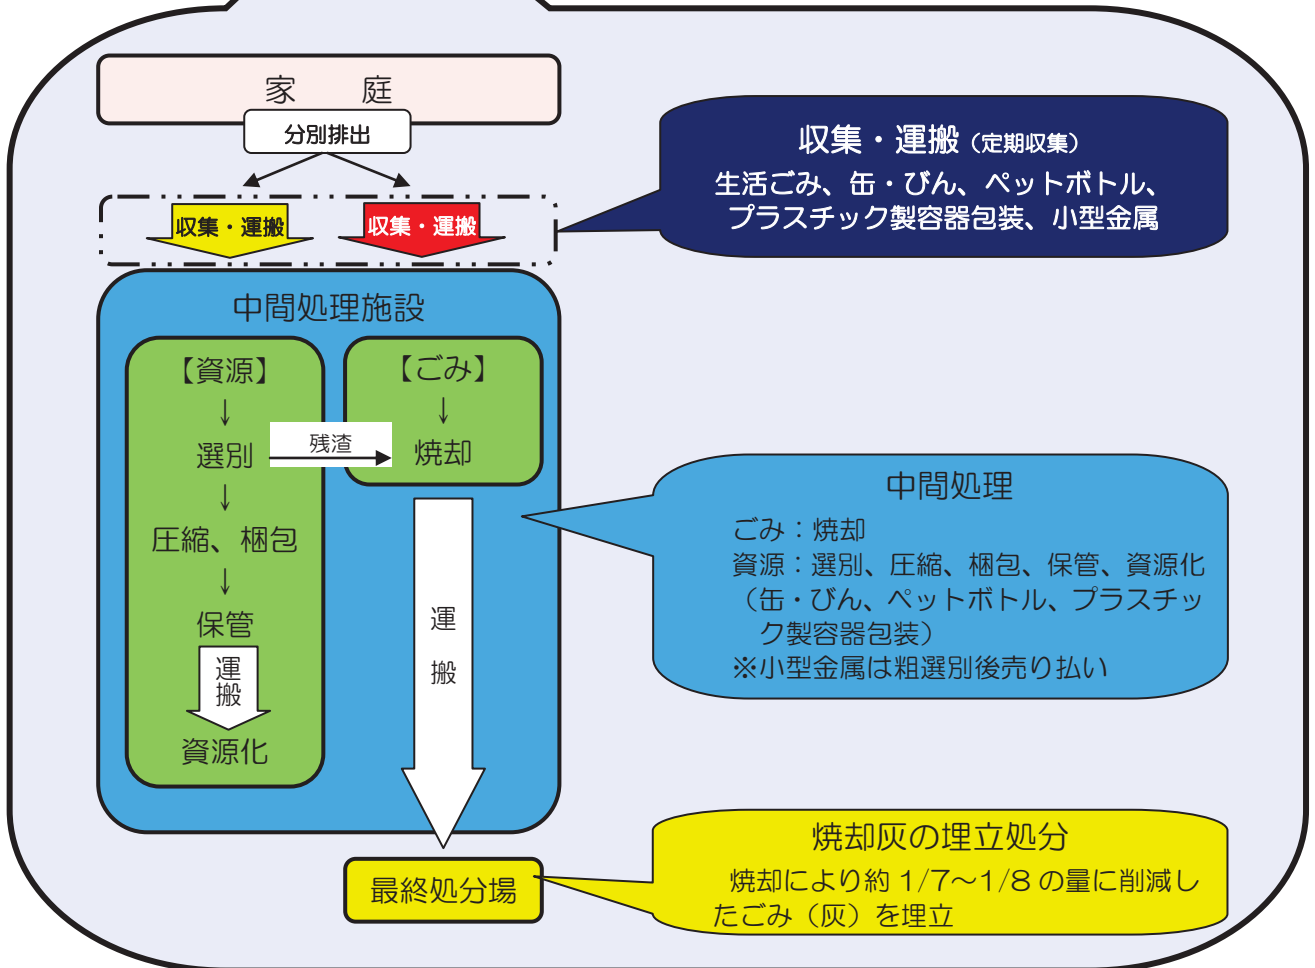 家　庭
分別排出
収集・運搬
収集・運搬
収集・運搬（定期収集）
生活ごみ、缶・びん、ペットボトル、
プラスチック製容器包装、小型金属
中間処理施設
【資源】
↓
選別
↓
圧縮、梱包
↓
保管
運搬
資源化
残渣
【ごみ】
↓
焼却
運搬
中間処理
ごみ：焼却
資源：選別、圧縮、梱包、保管、資源化
（缶・びん、ペットボトル、プラスチッ
ク製容器包装）
※小型金属は粗選別後売り払い
最終処分場
焼却灰の埋立処分
焼却により約 1/7～1/8 の量に削減し
たごみ（灰）を埋立